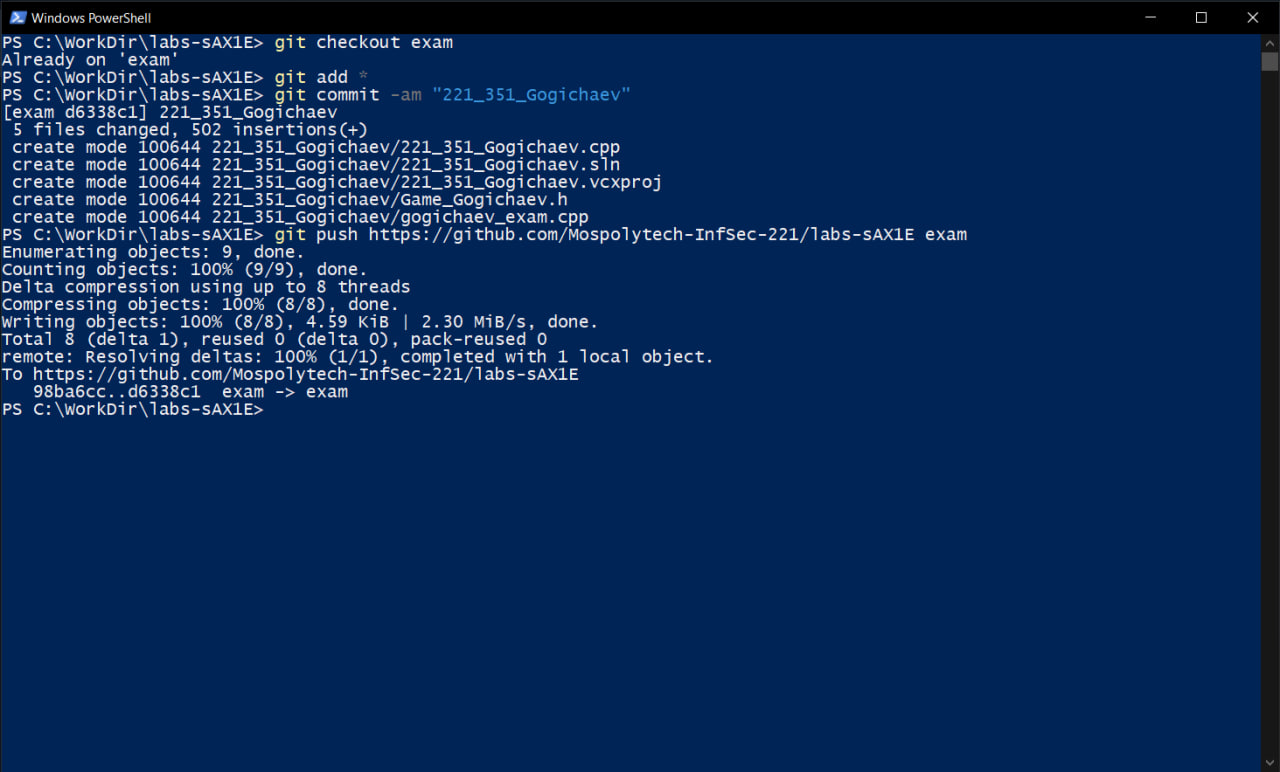 Windows PowerShell
PS C:\WorkDir\labs-sAX1E> git checkout exam
Already on 'exam'
PS C:\WorkDir\labs-sAX1E> git add *
PS C:\WorkDir\labs-sAX1E> git commit -am "221_351_Gogichaev"
[exam d6338c1] 221_351_Gogichaev
 5 files changed, 502 insertions(+)
 create mode 100644 221_351_Gogichaev/221_351_Gogichaev.cpp
 create mode 100644 221_351_Gogichaev/221_351_Gogichaev.sln
 create mode 100644 221_351_Gogichaev/221_351_Gogichaev.vcxproj
 create mode 100644 221_351_Gogichaev/Game_Gogichaev.h
 create mode 100644 221_351_Gogichaev/gogichaev_exam.cpp
PS C:\WorkDir\labs-sAX1E> git push https://github.com/Mospolytech-InfSec-221/labs-sAX1E exam
Enumerating objects: 9, done.
Counting objects: 100% (9/9), done.
Delta compression using up to 8 threads
Compressing objects: 100% (8/8), done.
Writing objects: 100% (8/8), 4.59 KiB | 2.30 MiB/s, done.
Total 8 (delta 1), reused 0 (delta 0), pack-reused 0
remote: Resolving deltas: 100% (1/1), completed with 1 local object.
To https://github.com/Mospolytech-InfSec-221/labs-sAX1E
   98ba6cc..d6338c1  exam -> exam
PS C:\WorkDir\labs-sAX1E>